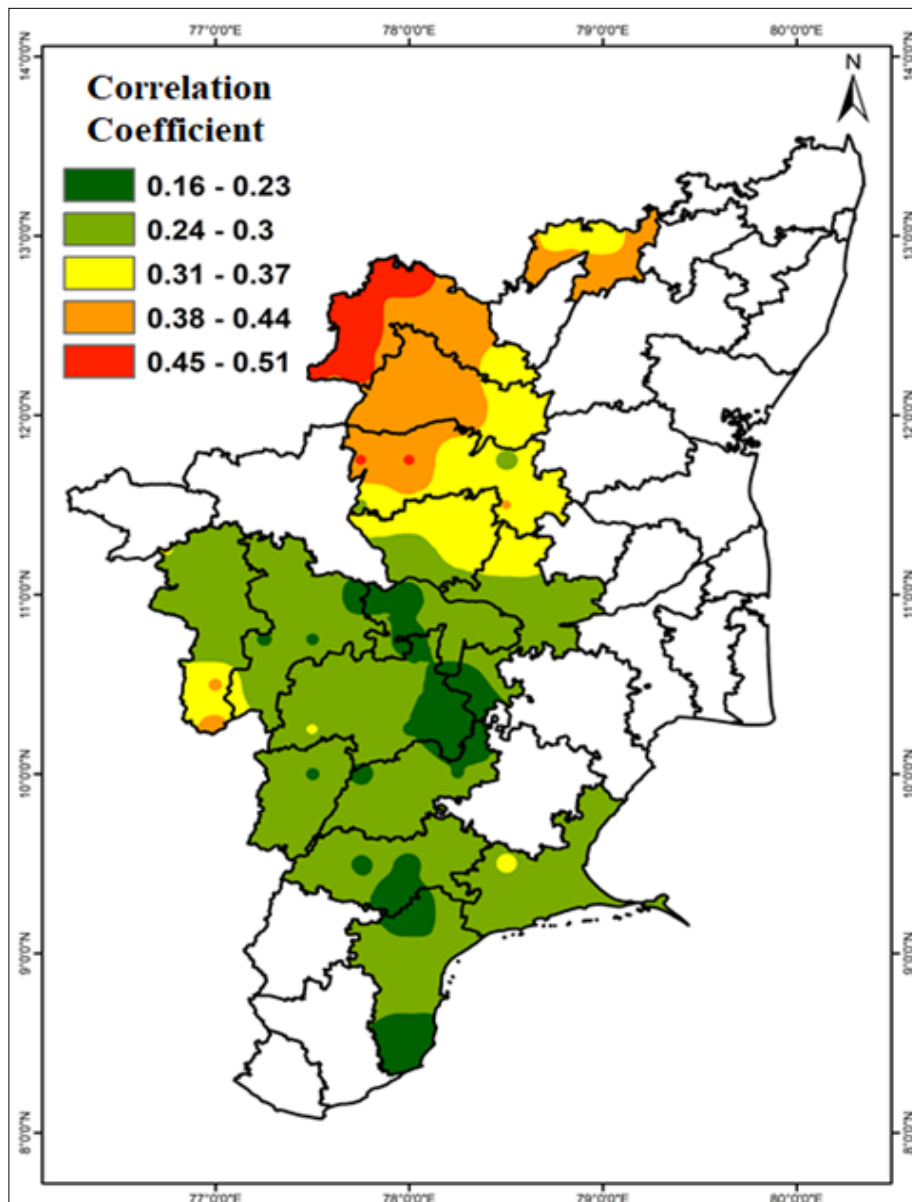 77°0'0"E 78°0'0"E 79°0'0"E 80°0'0"E
14°0'0"N 14°0'0"N
N
Correlation
Coefficient
0.16 - 0.23
0.24 - 0.3
0.31 - 0.37
0.38 - 0.44
0.45 - 0.51
13°0'0"N 13°0'0"N
12°0'0"N 12°0'0"N
11°0'0"N 11°0'0"N
10°0'0"N 10°0'0"N
9°0'0"N 9°0'0"N
8°0'0"N 8°0'0"N
77°0'0"E 78°0'0"E 79°0'0"E 80°0'0"E